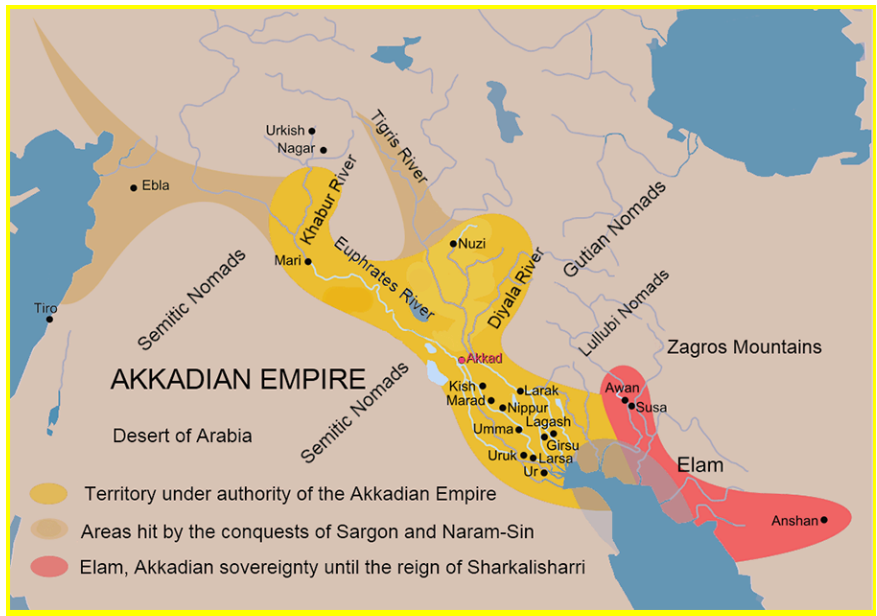 Urkish
Nagar
Tigris River
Ebla
Khabur River
Nuzi
Gutian Nomads
Mari
Euphrates River
Diyala River
Semitic Nomads
Tiro
Lullubi Nomads
Zagros Mountains
Akkad
AKKADIAN EMPIRE
Kish
Larak
Awan
Marad
Nippur
Susa
Semitic Nomads
Lagash
Umma
Desert of Arabia
Girsu
Uruk
Larsa
Elam
Ur
Territory under authority of the Akkadian Empire
Anshan
Areas hit by the conquests of Sargon and Naram-Sin
Elam, Akkadian sovereignty until the reign of Sharkalisharri